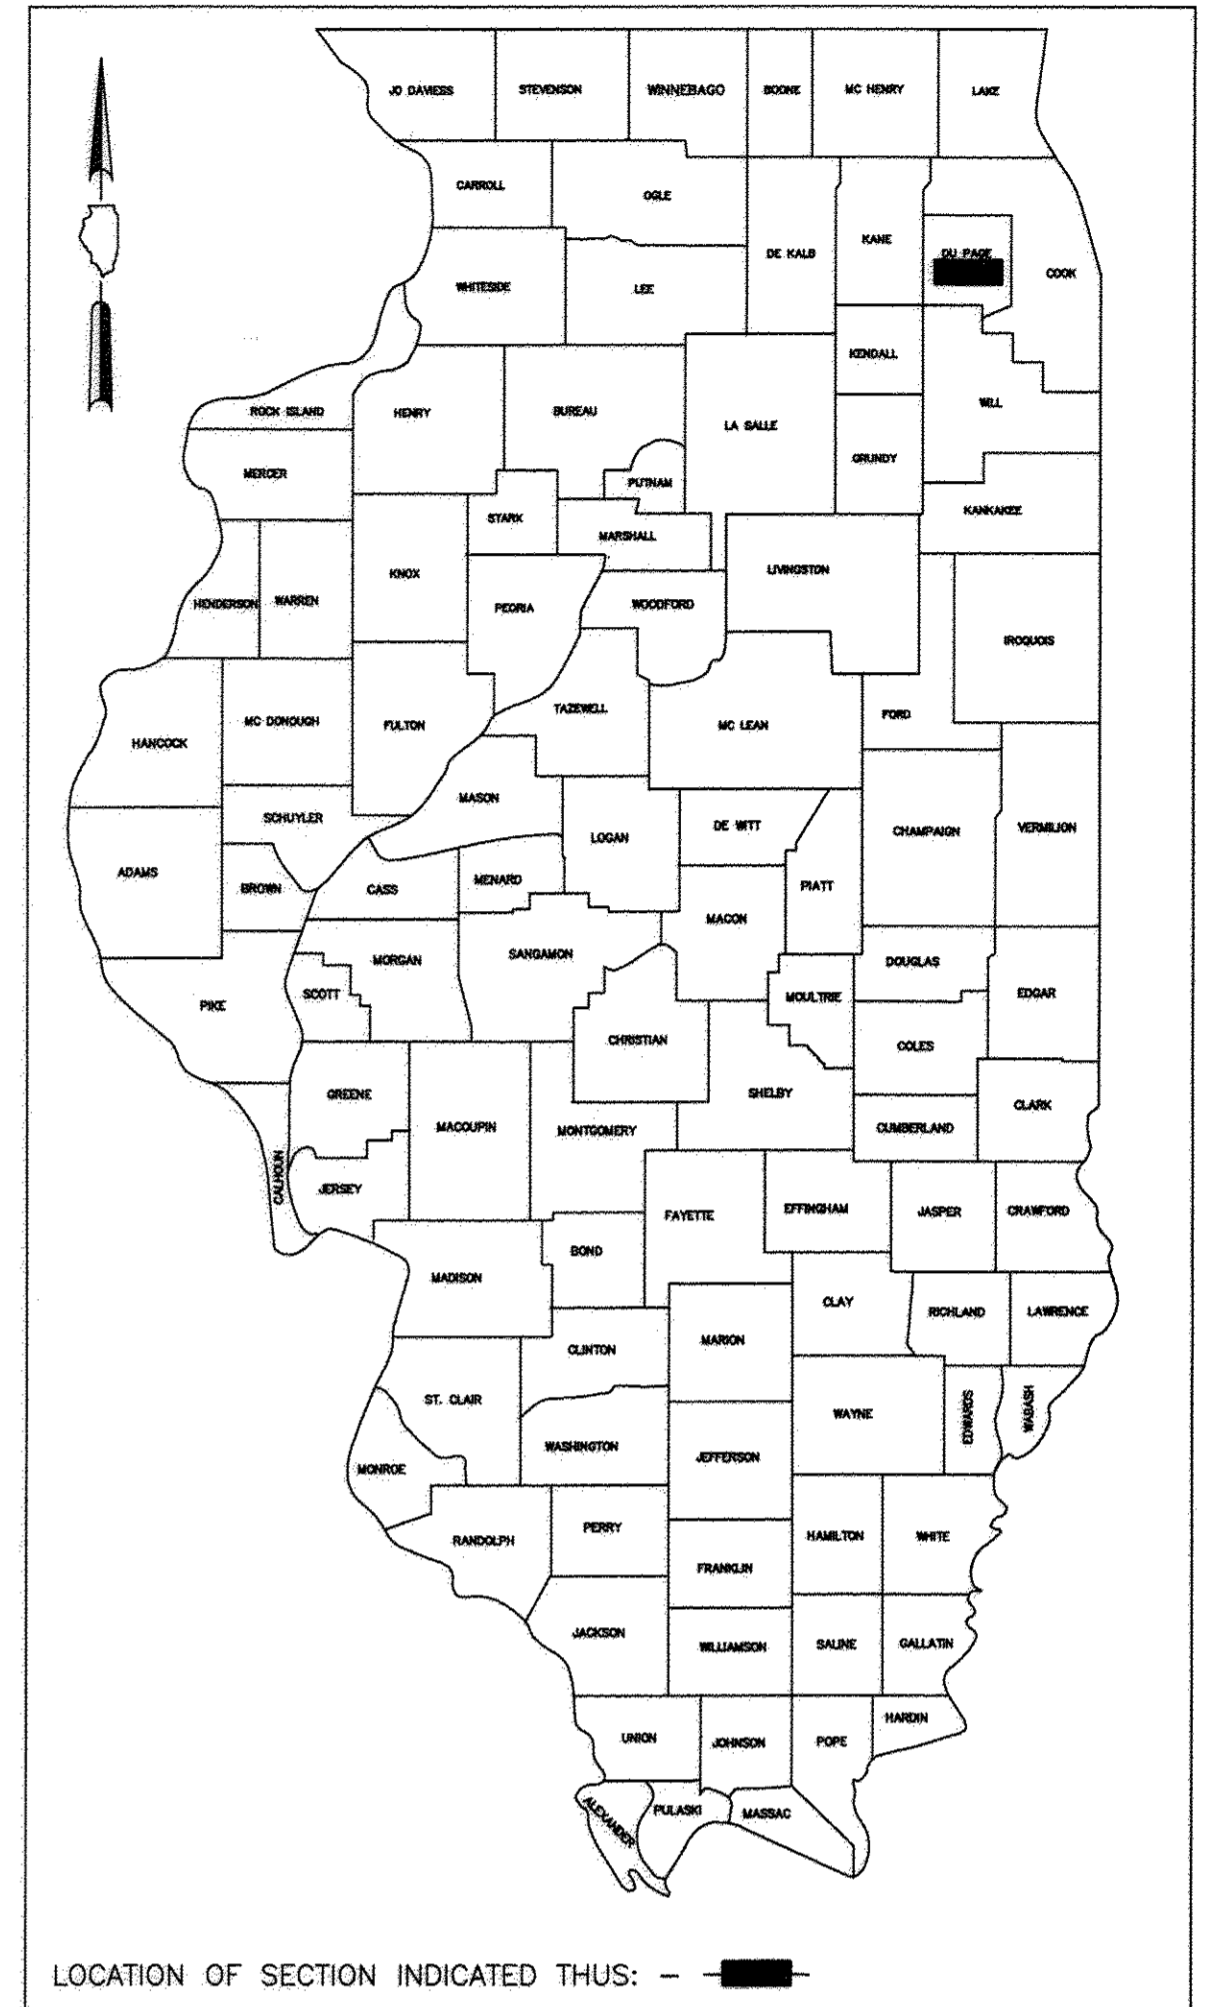 JO DAVIESS
STEVENSON
WINNEBAGO
BOONE
MC HENRY
LAKE
CARROLL
OGLE
DE KALB
KANE
DU PAGE
COOK
WHITESIDE
LEE
KENDALL
ROCK ISLAND
HENRY
BUREAU
LA SALLE
WILL
MERCER
PUTNAM
GRUNDY
STARK
MARSHALL
KANKAKEE
KNOX
LIVINGSTON
HENDERSON
WARREN
PEORIA
WOODFORD
IROQUOIS
HANCOCK
MC DONOUGH
FULTON
TAZEWELL
MC LEAN
FORD
SCHUYLER
MASON
LOGAN
DE WITT
CHAMPAIGN
VERMILION
ADAMS
BROWN
CASS
MENARD
PIATT
MACON
PIKE
SCOTT
MORGAN
SANGAMON
MOULTRIE
DOUGLAS
EDGAR
CHRISTIAN
COLES
GREENE
MACOUPIN
MONTGOMERY
SHELBY
CUMBERLAND
CLARK
CALHOUN
JERSEY
FAYETTE
EFFINGHAM
JASPER
CRAWFORD
MADISON
BOND
CLAY
RICHLAND
LAWRENCE
CLINTON
MARION
ST. CLAIR
WAYNE
EDWARDS
WABASH
MONROE
WASHINGTON
JEFFERSON
RANDOLPH
PERRY
FRANKLIN
HAMILTON
WHITE
JACKSON
WILLIAMSON
SALINE
GALLATIN
UNION
JOHNSON
POPE
HARDIN
ALEXANDER
PULASKI
MASSAC
LOCATION OF SECTION INDICATED THUS: –